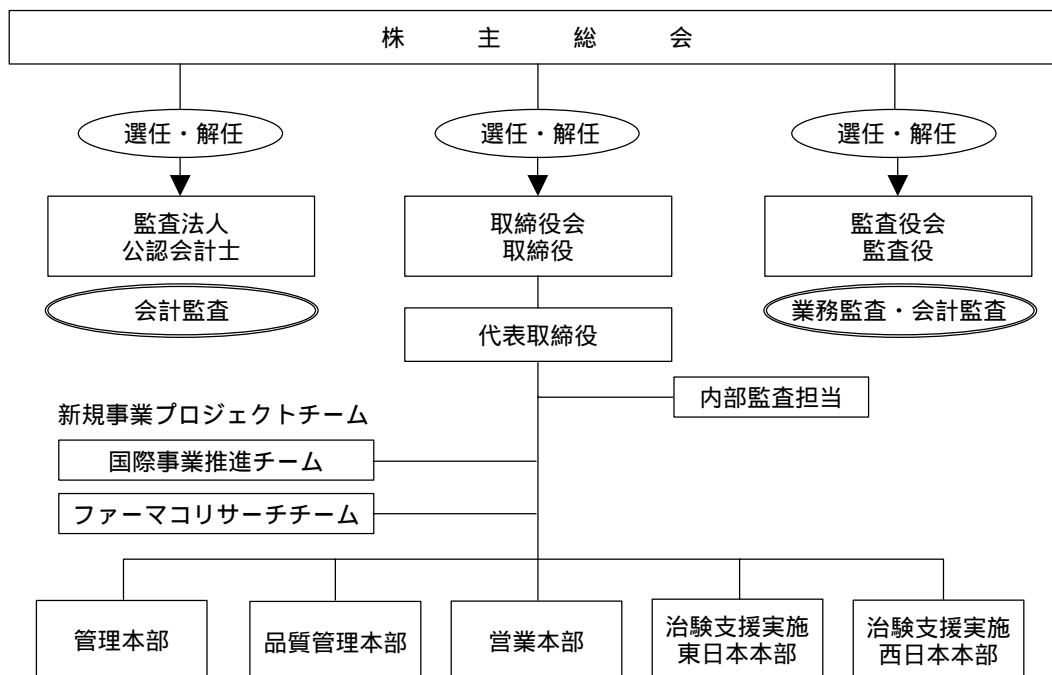 株主総会
選任・解任
選任・解任
選任・解任
監査法人
公認会計士
取締役会
取締役
監査役会
監査役
会計監査
業務監査・会計監査
代表取締役
内部監査担当
新規事業プロジェクトチーム
国際事業推進チーム
ファーマコリサーチチーム
管理本部
品質管理本部
営業本部
治験支援実施
東日本本部
治験支援実施
西日本本部